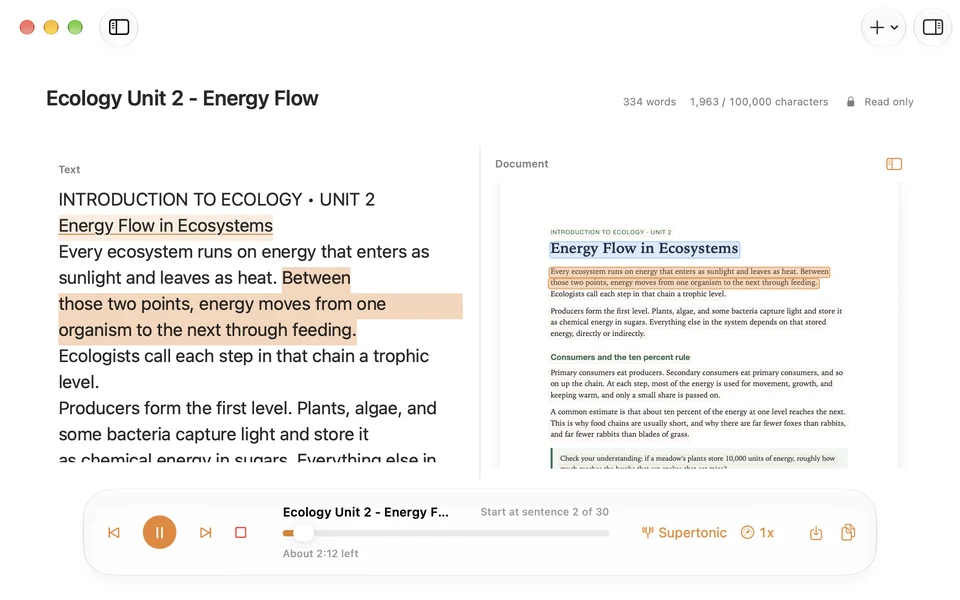 Ecology Unit 2 - Energy Flow
334 words
1,963 / 100,000 characters
Read only
Text
INTRODUCTION TO ECOLOGY • UNIT 2
Energy Flow in Ecosystems
Every ecosystem runs on energy that enters as
sunlight and leaves as heat. Between
those two points, energy moves from one
organism to the next through feeding.
Ecologists call each step in that chain a trophic
level.
Producers form the first level. Plants, algae, and
some bacteria capture light and store it
as chemical energy in sugars. Everything else in
Document
INTRODUCTION TO ECOLOGY · UNIT 2
Energy Flow in Ecosystems
Every ecosystem runs on energy that enters as sunlight and leaves as heat. Between
those two points, energy moves from one organism to the next through feeding.
Ecologists call each step in that chain a trophic level.
Producers form the first level. Plants, algae, and some bacteria capture light and store it
as chemical energy in sugars. Everything else in the system depends on that stored
energy, directly or indirectly.
Consumers and the ten percent rule
Primary consumers eat producers. Secondary consumers eat primary consumers, and so
on up the chain. At each step, most of the energy is used for movement, growth, and
keeping warm, and only a small share is passed on.
A common estimate is that about ten percent of the energy at one level reaches the next.
This is why food chains are usually short, and why there are far fewer foxes than rabbits,
and far fewer rabbits than blades of grass.
Check your understanding: if a meadow's plants store 10,000 units of energy, roughly how
Ecology Unit 2 - Energy F...
Start at sentence 2 of 30
About 2:12 left
Supertonic
1x